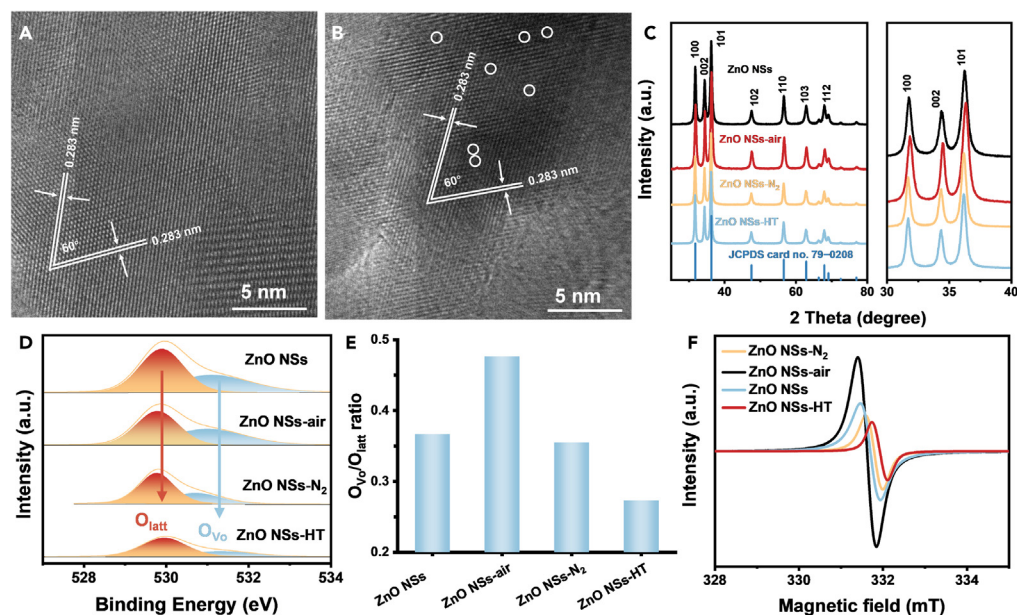 A
0.283 nm
60°
0.283 nm
5 nm
B
0.283 nm
60°
0.283 nm
5 nm
C
Intensity (a.u.)
100
002
101
102
110
103
112
ZnO NSs
ZnO NSs-air
ZnO NSs-N₂
ZnO NSs-HT
JCPDS card no. 79-0208
25 40 60 80
100
002
101
30 35 40
2 Theta (degree)
D
Intensity (a.u.)
ZnO NSs
ZnO NSs-air
ZnO NSs-N₂
ZnO NSs-HT
Olatt
OVo
528 530 532 534
Binding Energy (eV)
E
OVo/Olatt ratio
0.5
0.4
0.3
0.2
ZnO NSs
ZnO NSs-air
ZnO NSs-N₂
ZnO NSs-HT
F
Intensity (a.u.)
ZnO NSs-N₂
ZnO NSs-air
ZnO NSs
ZnO NSs-HT
328 330 332 334
Magnetic field (mT)